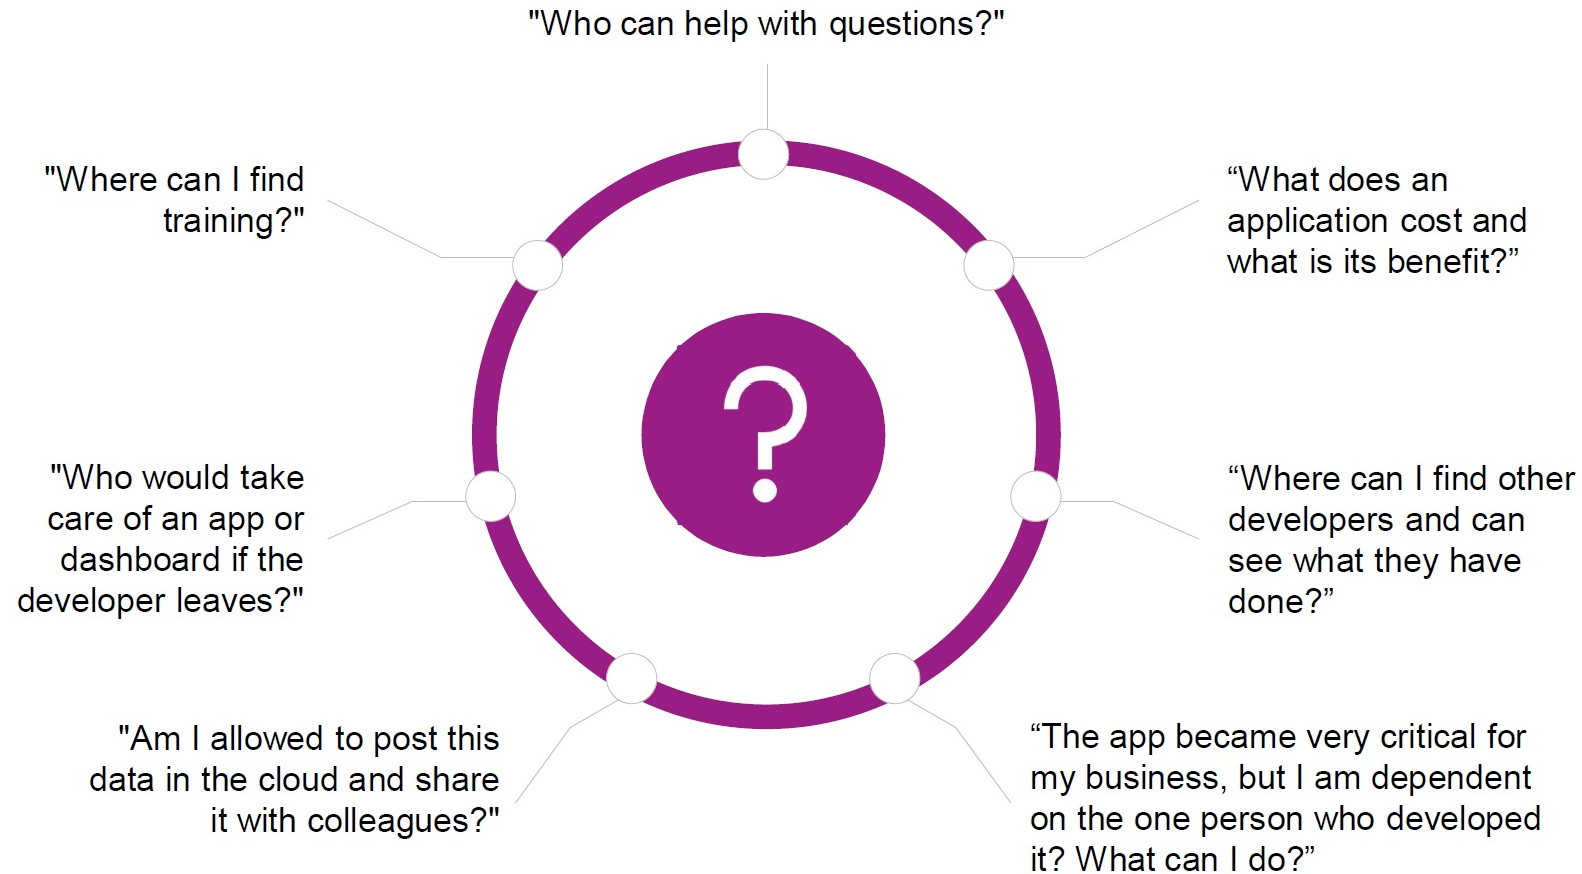 "Who can help with questions?"
“What does an
application cost and
what is its benefit?”
“Where can I find other
developers and can
see what they have
done?”
“The app became very critical for
my business, but I am dependent
on the one person who developed
it? What can I do?”
"Am I allowed to post this
data in the cloud and share
it with colleagues?"
"Who would take
care of an app or
dashboard if the
developer leaves?"
"Where can I find
training?"
?